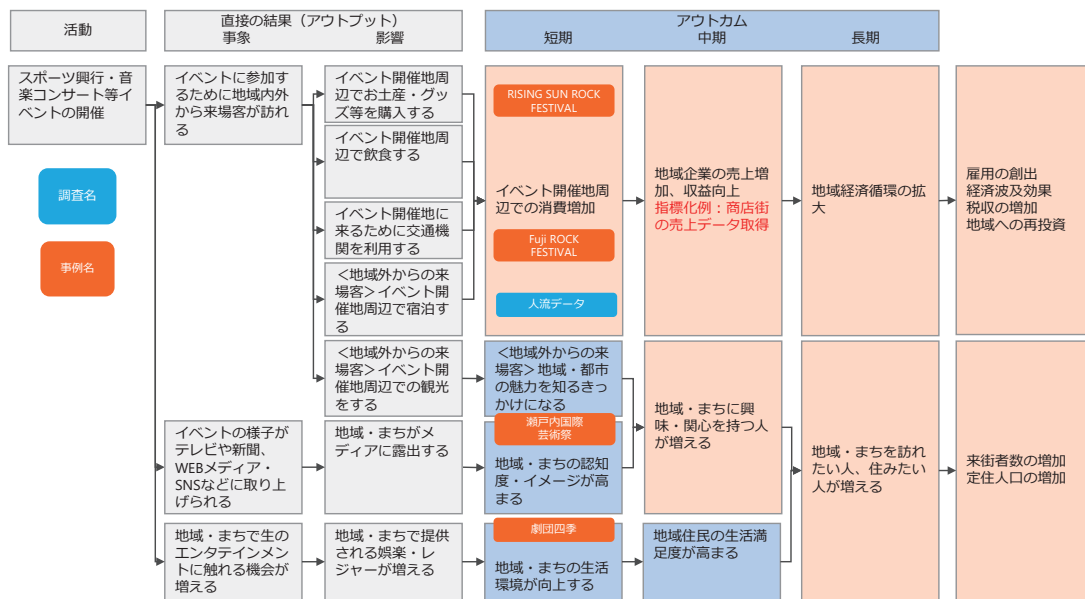 活動
直接の結果（アウトプット）
事象
影響
アウトカム
短期
中期
長期
スポーツ興行・音
楽コンサート等イ
ベントの開催
調査名
事例名
イベントに参加す
るために地域内外
から来場客が訪れ
る
イベント開催地周
辺でお土産・グッ
ズ等を購入する
イベント開催地周
辺で飲食する
イベント開催地に
来るために交通機
関を利用する
＜地域外からの来
場客＞イベント開
催地周辺で宿泊す
る
RISING SUN ROCK
FESTIVAL
イベント開催地周
辺での消費増加
Fuji ROCK
FESTIVAL
人流データ
地域企業の売上増
加、収益向上
指標化例：商店街
の売上データ取得
地域経済循環の拡
大
雇用の創出
経済波及効果
税収の増加
地域への再投資
＜地域外からの来
場客＞イベント開
催地周辺での観光
をする
＜地域外からの来
場客＞地域・都市
の魅力を知るきっ
かけになる
イベントの様子が
テレビや新聞、
WEBメディア・
SNSなどに取り上
げられる
地域・まちがメ
ディアに露出する
瀬戸内国際
芸術祭
地域・まちの認知
度・イメージが高
まる
地域・まちに興
味・関心を持つ人
が増える
地域・まちで生の
エンタテインメン
トに触れる機会が
増える
地域・まちで提供
される娯楽・レ
ジャーが増える
劇団四季
地域・まちの生活
環境が向上する
地域住民の生活満
足度が高まる
地域・まちを訪れ
たい人、住みたい
人が増える
来街者数の増加
定住人口の増加